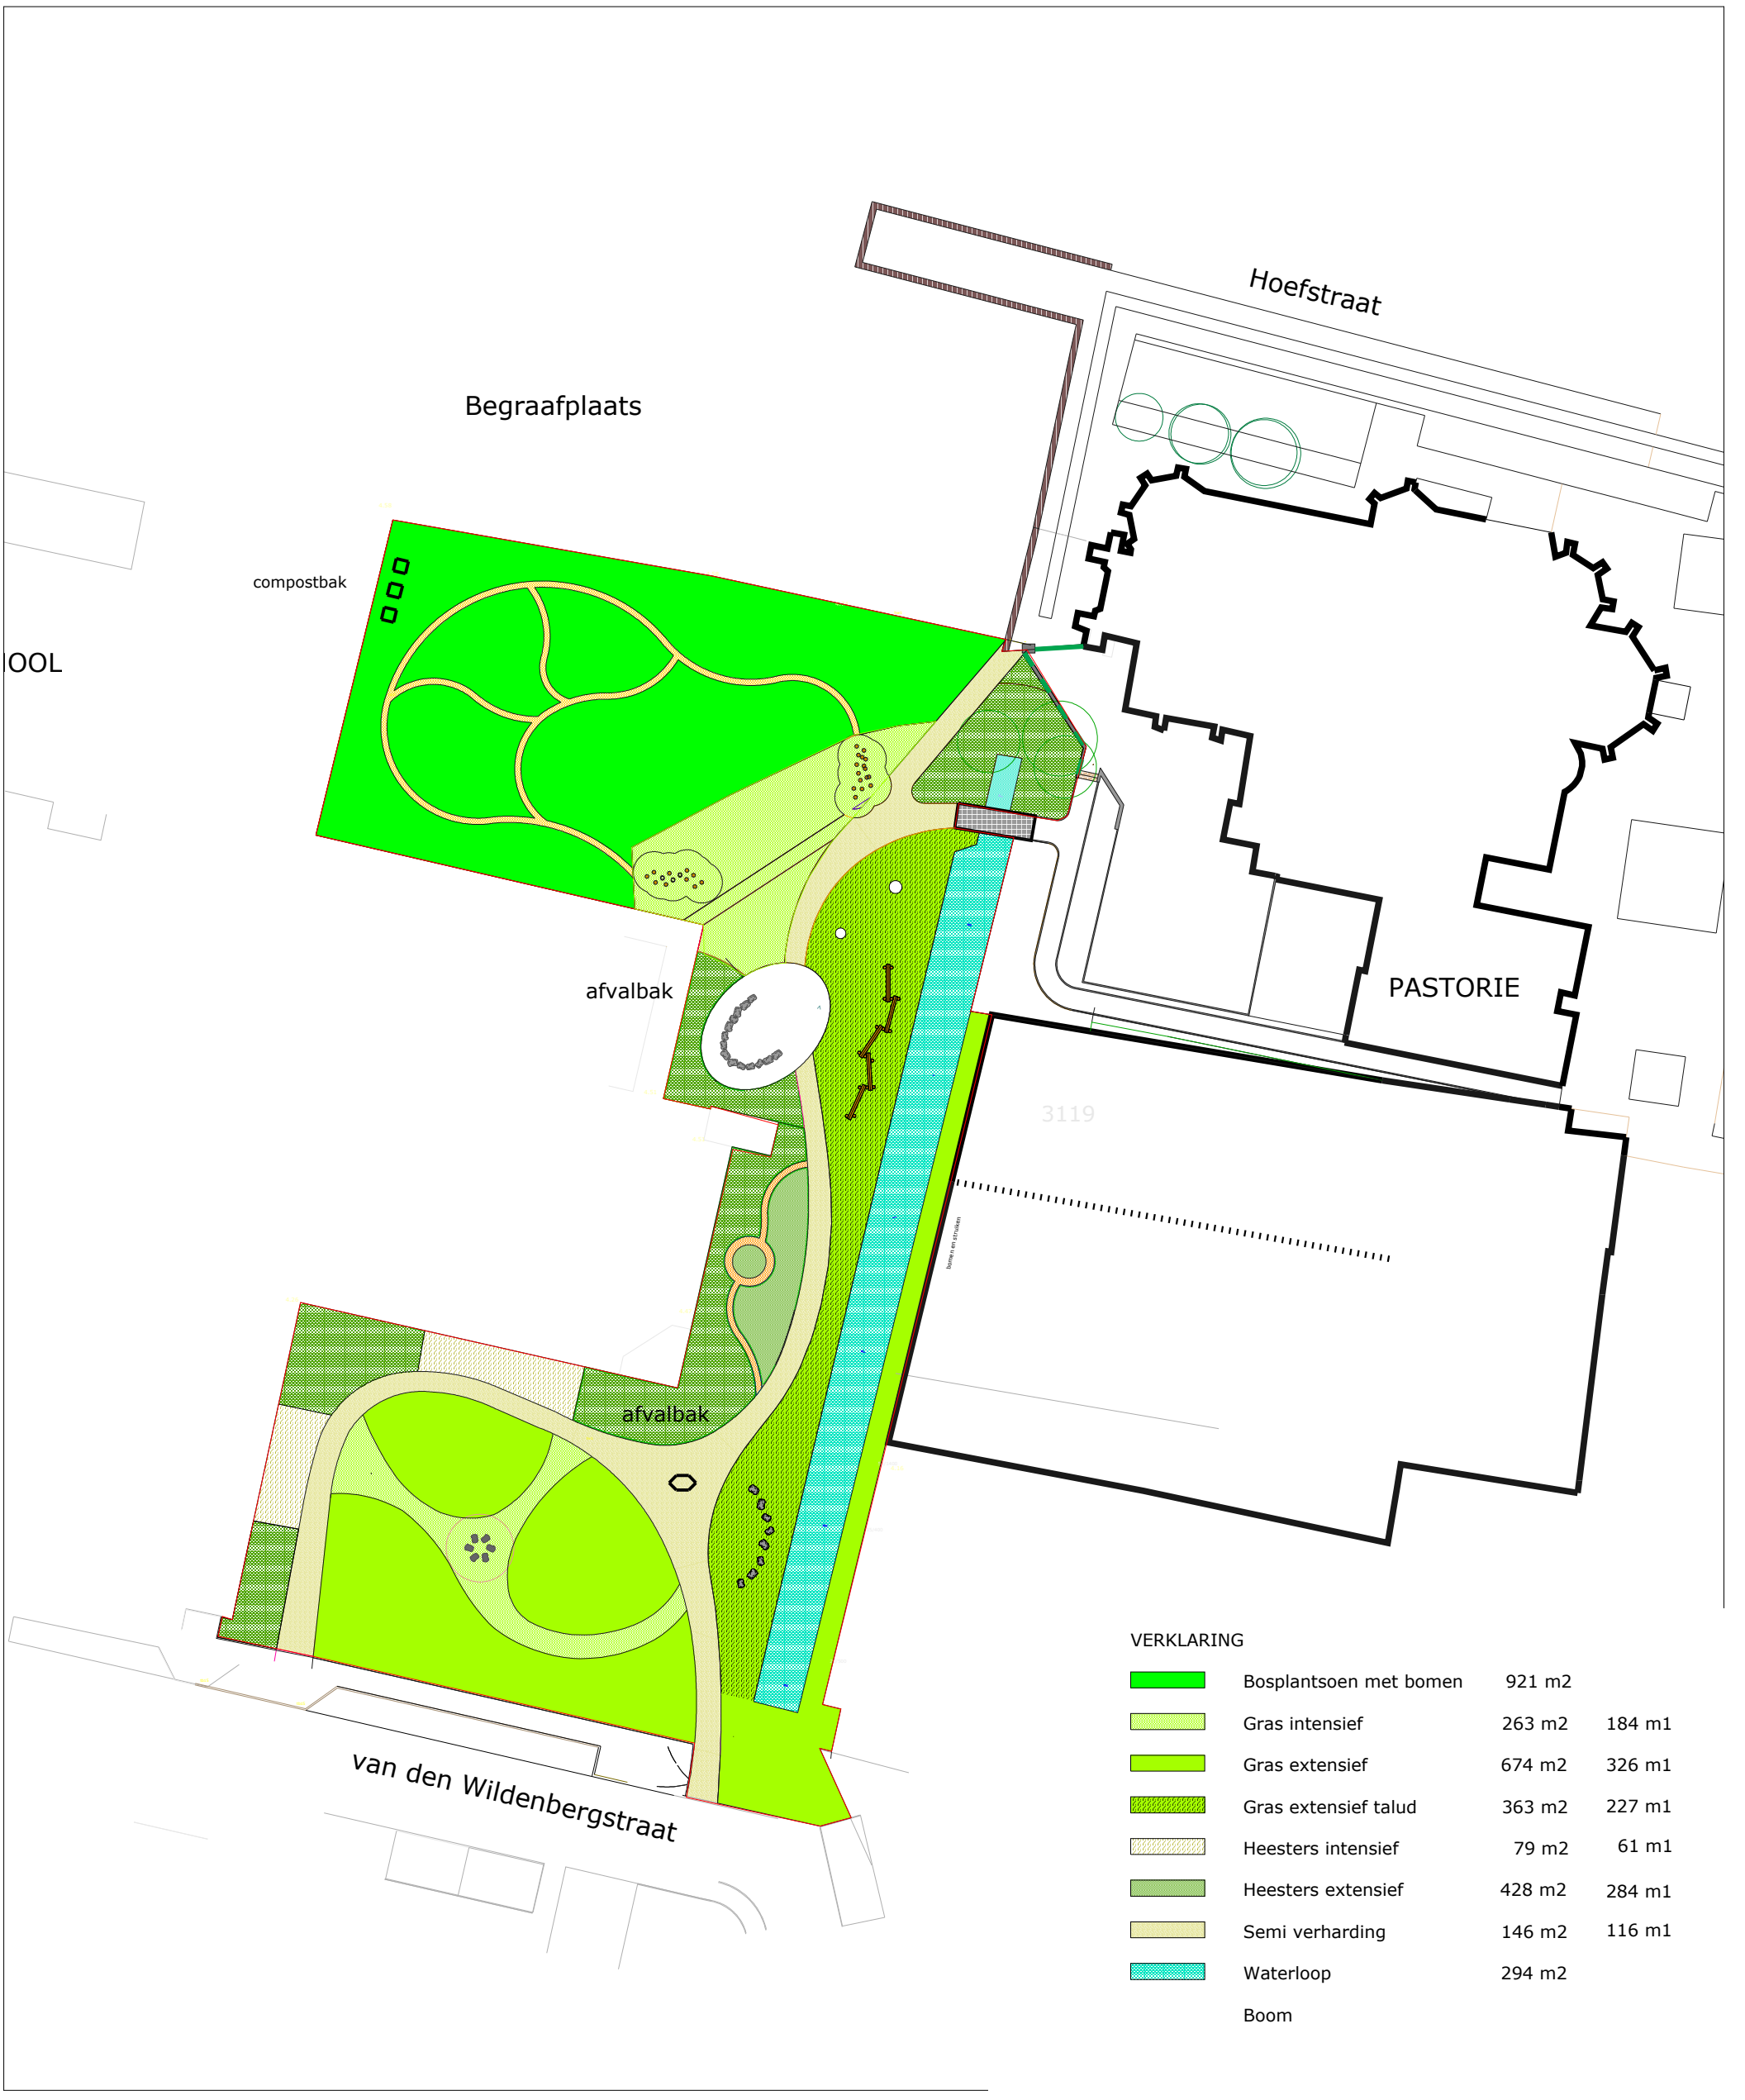 Hoefstraat
Begraafplaats
compostbak
OOL
afvalbak
PASTORIE
3119
bomen en struiken
afvalbak
van den Wildenbergstraat
VERKLARING
Bosplantsoen met bomen 921 m2
Gras intensief 263 m2 184 m1
Gras extensief 674 m2 326 m1
Gras extensief talud 363 m2 227 m1
Heesters intensief 79 m2 61 m1
Heesters extensief 428 m2 284 m1
Semi verharding 146 m2 116 m1
Waterloop 294 m2
Boom